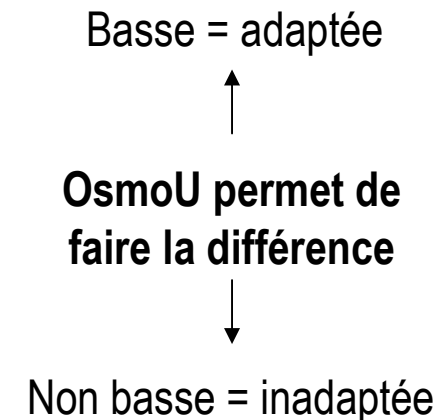 Basse = adaptée
OsmoU permet de
faire la différence
Non basse = inadaptée